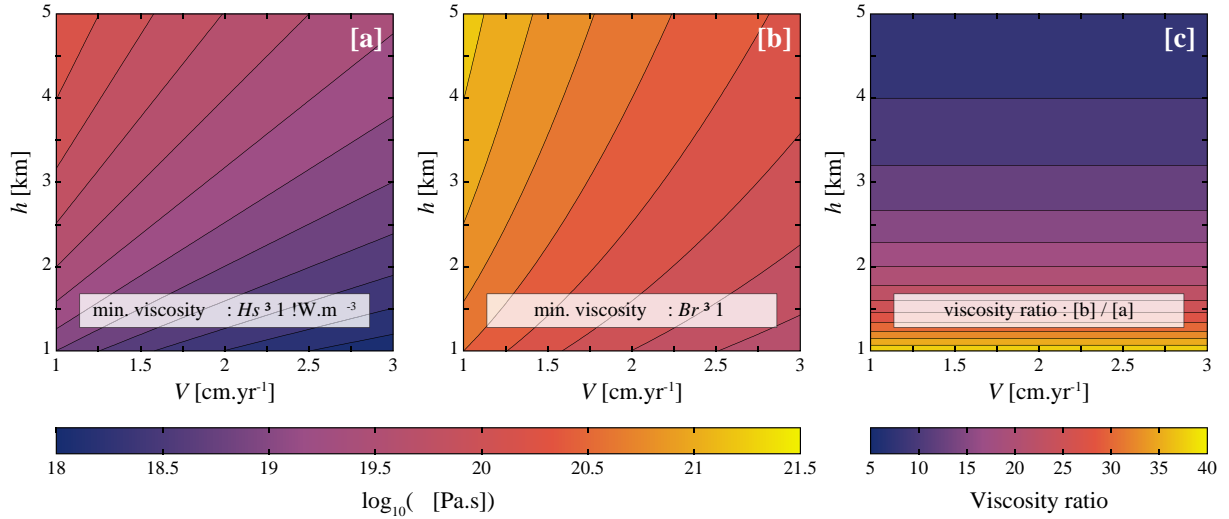 [a]
[b]
[c]
5
4
3
2
1
h [km]
min. viscosity : Hs ³ 1 !W.m -3
1 1.5 2 2.5 3
V [cm.yr-1]
5
4
3
2
1
h [km]
min. viscosity : Br ³ 1
1 1.5 2 2.5 3
V [cm.yr-1]
5
4
3
2
1
h [km]
viscosity ratio : [b] / [a]
1 1.5 2 2.5 3
V [cm.yr-1]
18 18.5 19 19.5 20 20.5 21 21.5
log10( [Pa.s])
5 10 15 20 25 30 35 40
Viscosity ratio